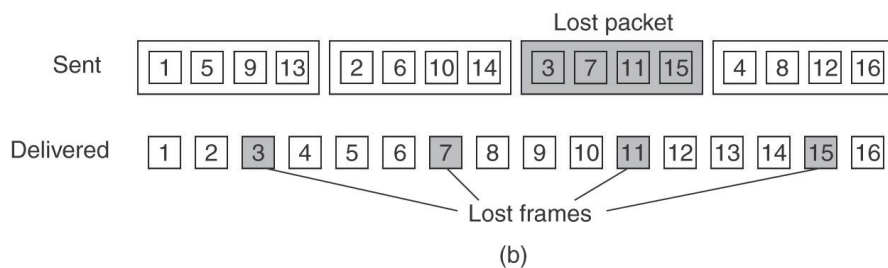 Lost packet
Sent 1 5 9 13 2 6 10 14 3 7 11 15 4 8 12 16
Delivered 1 2 3 4 5 6 7 8 9 10 11 12 13 14 15 16
Lost frames
(b)